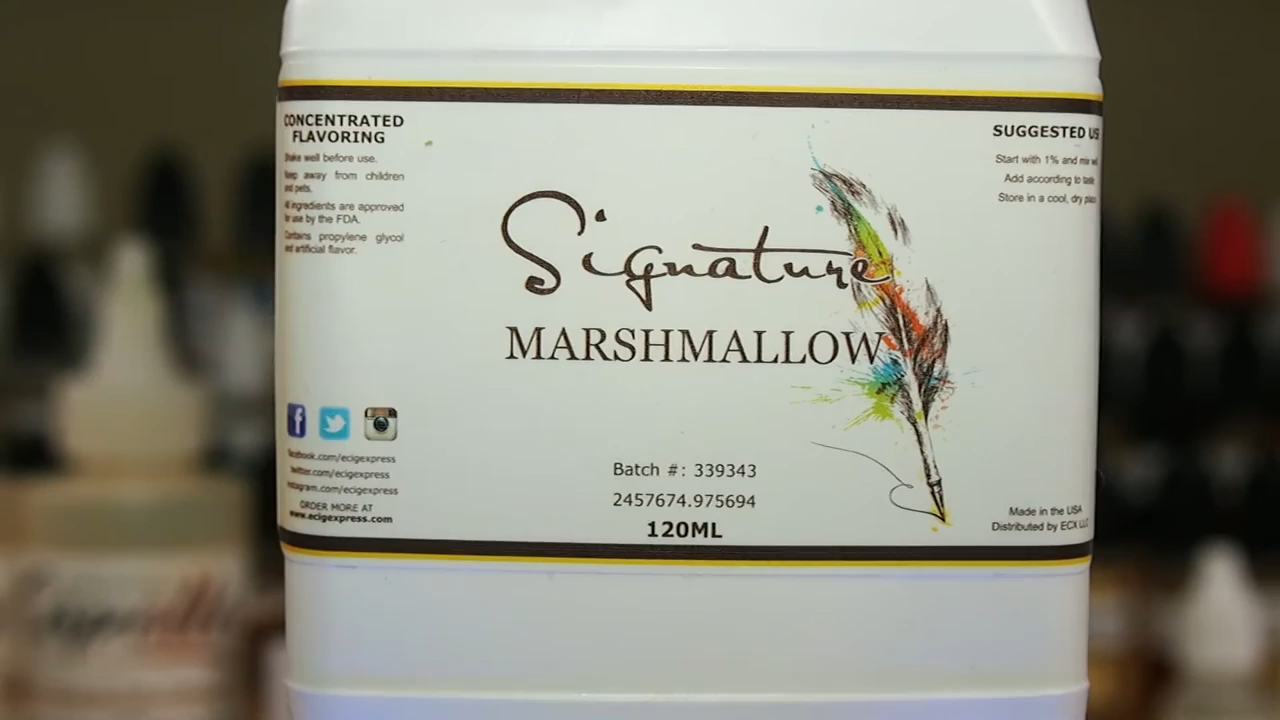 CONCENTRATED
FLAVORING
Shake well before use.
Keep away from children
and pets.
All ingredients are approved
for use by the FDA.
Contains propylene glycol
and artificial flavor.
facebook.com/ecigexpress
twitter.com/ecigexpress
instagram.com/ecigexpress
ORDER MORE AT
www.ecigexpress.com
Signature
MARSHMALLOW
Batch #: 339343
2457674.975694
120ML
SUGGESTED US
Start with 1% and mix well
Add according to taste
Store in a cool, dry place
Made in the USA
Distributed by ECX LLC